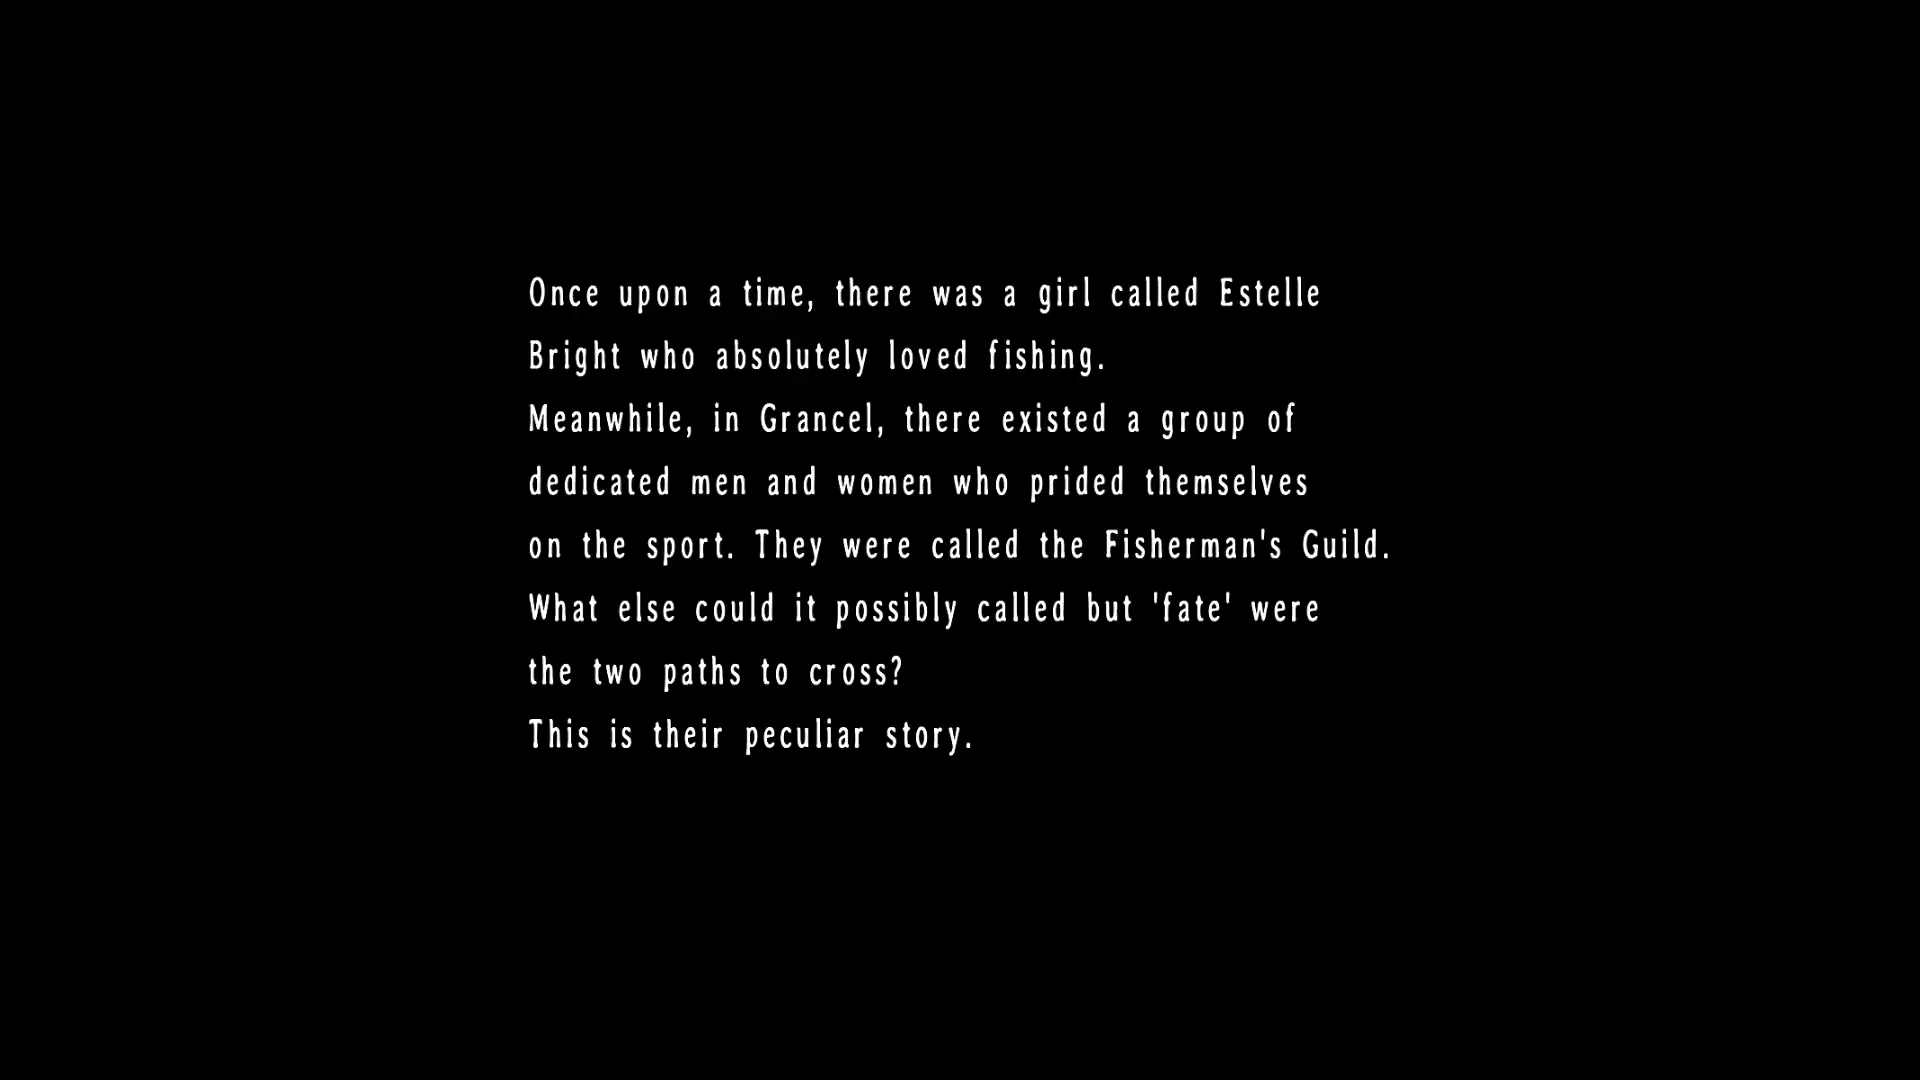 Once upon a time, there was a girl called Estelle
Bright who absolutely loved fishing.
Meanwhile, in Grancel, there existed a group of
dedicated men and women who prided themselves
on the sport. They were called the Fisherman's Guild.
What else could it possibly called but 'fate' were
the two paths to cross?
This is their peculiar story.